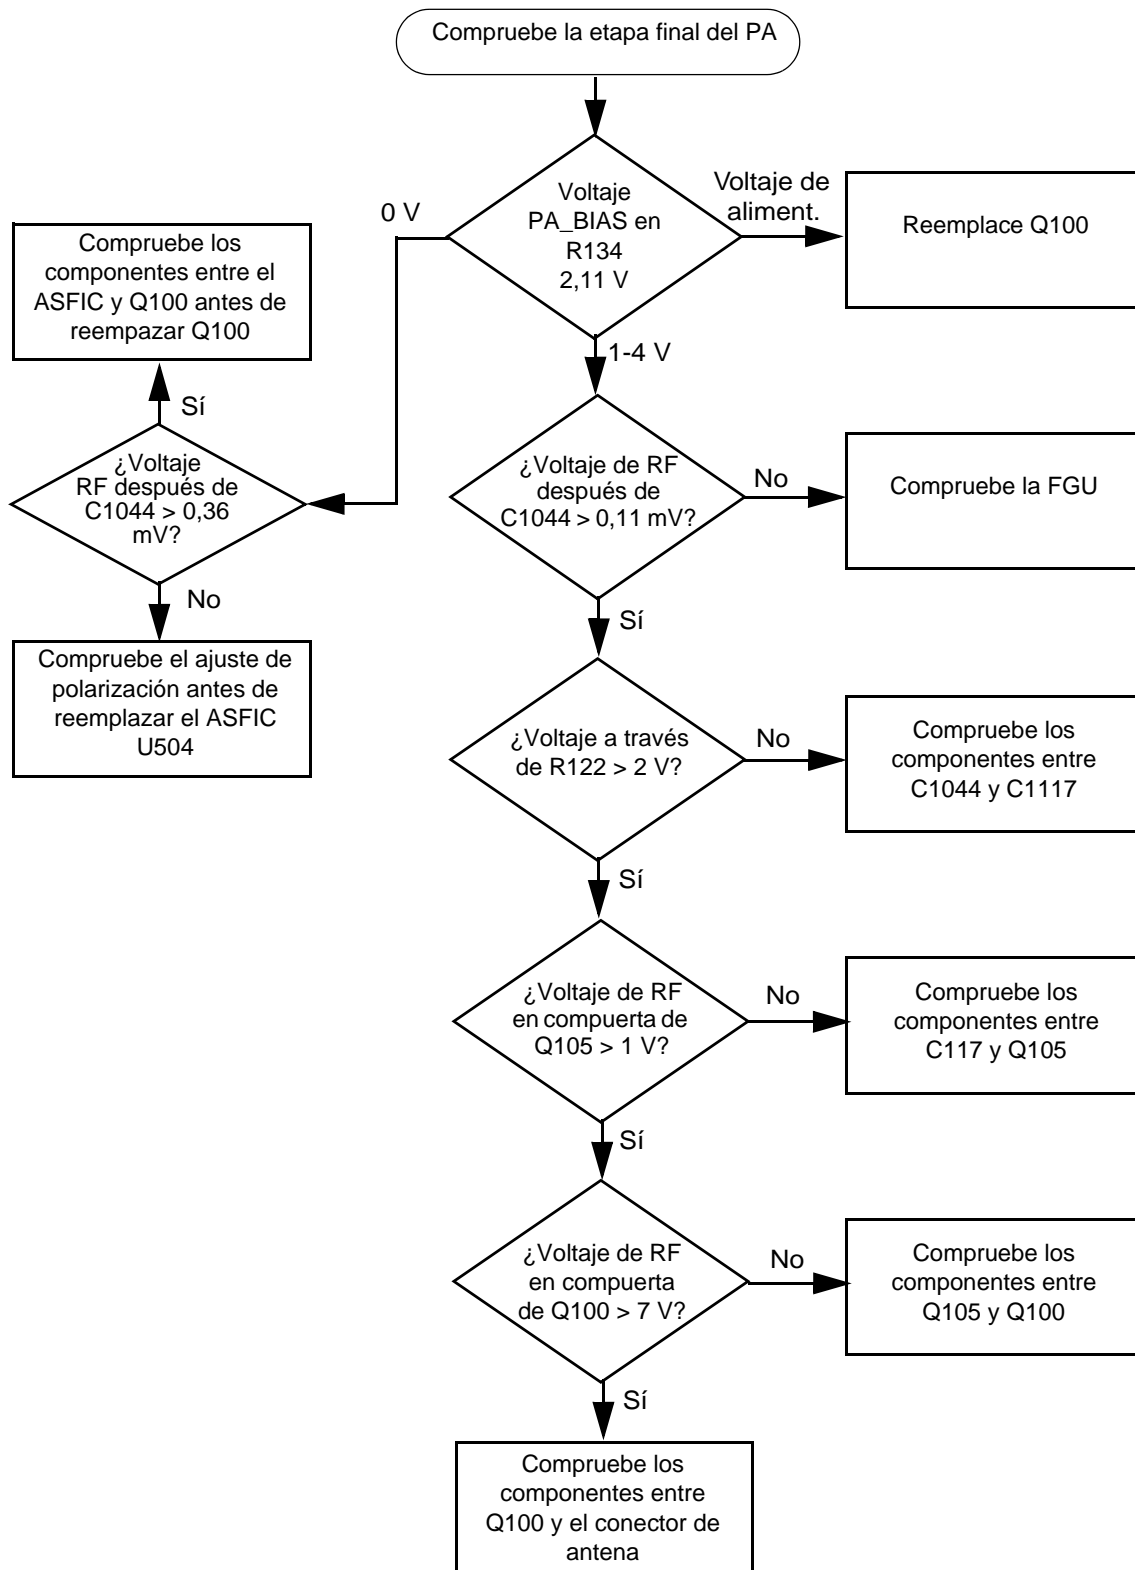 Compruebe la etapa final del PA
Voltaje
PA_BIAS en
R134
2,11 V
Voltaje de
aliment.
Reemplace Q100
0 V
Compruebe los
componentes entre el
ASFIC y Q100 antes de
reempazar Q100
1-4 V
Sí
¿Voltaje
RF después de
C1044 > 0,36
mV?
No
Compruebe el ajuste de
polarización antes de
reemplazar el ASFIC
U504
¿Voltaje de RF
después de
C1044 > 0,11 mV?
No
Compruebe la FGU
Sí
¿Voltaje a través
de R122 > 2 V?
No
Compruebe los
componentes entre
C1044 y C1117
Sí
¿Voltaje de RF
en compuerta de
Q105 > 1 V?
No
Compruebe los
componentes entre
C117 y Q105
Sí
¿Voltaje de RF
en compuerta
de Q100 > 7 V?
No
Compruebe los
componentes entre
Q105 y Q100
Sí
Compruebe los
componentes entre
Q100 y el conector de
antena